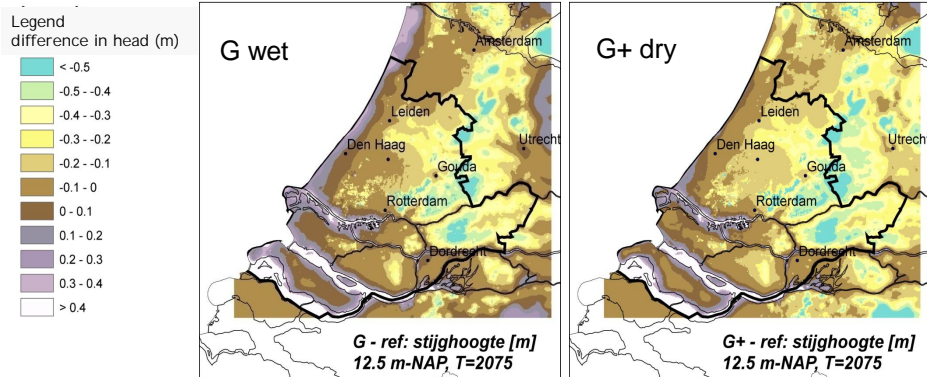 Legend
difference in head (m)
< -0.5
-0.5 - -0.4
-0.4 - -0.3
-0.3 - -0.2
-0.2 - -0.1
-0.1 - 0
0 - 0.1
0.1 - 0.2
0.2 - 0.3
0.3 - 0.4
> 0.4
G wet
Amsterdam
Leiden
Den Haag
Utrecht
Gouda
Rotterdam
Dordrecht
G - ref: stijghoogte [m]
12.5 m-NAP, T=2075
G+ dry
Amsterdam
Leiden
Den Haag
Utrecht
Gouda
Rotterdam
Dordrecht
G+ - ref: stijghoogte [m]
12.5 m-NAP, T=2075